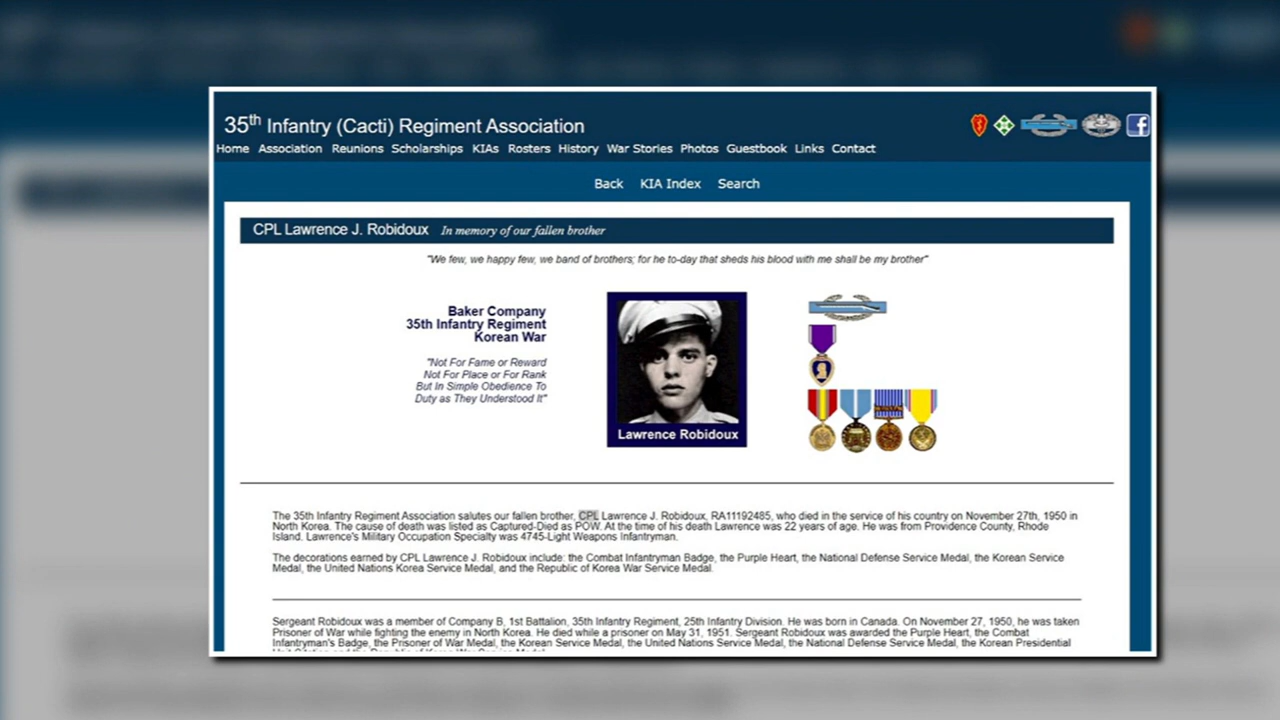 35th Infantry (Cacti) Regiment Association
Home Association Reunions Scholarships KIAs Rosters History War Stories Photos Guestbook Links Contact
Back KIA Index Search
CPL Lawrence J. Robidoux In memory of our fallen brother
"We few, we happy few, we band of brothers; for he to-day that sheds his blood with me shall be my brother"
Baker Company
35th Infantry Regiment
Korean War
"Not For Fame or Reward
Not For Place or For Rank
But In Simple Obedience To
Duty as They Understood It"
Lawrence Robidoux
The 35th Infantry Regiment Association salutes our fallen brother, CPL Lawrence J. Robidoux, RA11192485, who died in the service of his country on November 27th, 1950 in
North Korea. The cause of death was listed as Captured-Died as POW. At the time of his death Lawrence was 22 years of age. He was from Providence County, Rhode
Island. Lawrence's Military Occupation Specialty was 4745-Light Weapons Infantryman.
The decorations earned by CPL Lawrence J. Robidoux include: the Combat Infantryman Badge, the Purple Heart, the National Defense Service Medal, the Korean Service
Medal, the United Nations Korea Service Medal, and the Republic of Korea War Service Medal.
Sergeant Robidoux was a member of Company B, 1st Battalion, 35th Infantry Regiment, 25th Infantry Division. He was born in Canada. On November 27, 1950, he was taken
Prisoner of War while fighting the enemy in North Korea. He died while a prisoner on May 31, 1951. Sergeant Robidoux was awarded the Purple Heart, the Combat
Infantryman's Badge, the Prisoner of War Medal, the Korean Service Medal, the United Nations Service Medal, the National Defense Service Medal, the Korean Presidential